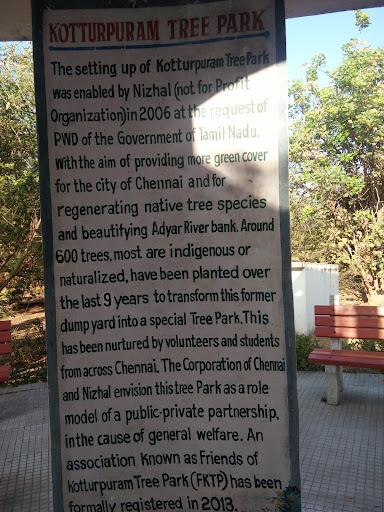 KOTTURPURAM TREE PARK
The setting up of Kotturpuram Tree Park
was enabled by Nizhal (not for Profit
Organization) in 2006 at the request of
PWD of the Government of Tamil Nadu.
With the aim of providing more green cover
for the city of Chennai and for
regenerating native tree species
and beautifying Adyar River bank. Around
600 trees, most are indigenous or
naturalized, have been planted over
the last 9 years to transform this former
dump yard into a special Tree Park. This
has been nurtured by volunteers and students
from across Chennai. The Corporation of Chennai
and Nizhal envision this tree Park as a role
model of a public-private partnership,
in the cause of general welfare. An
association known as Friends of
Kotturpuram Tree Park (FKTP) has been
formally registered in 2013.